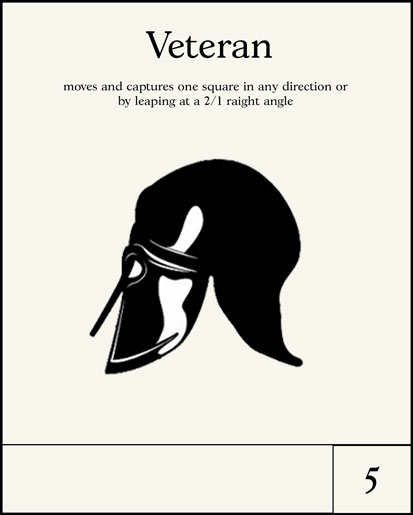 Veteran
moves and captures one square in any direction or
by leaping at a 2/1 raight angle
5